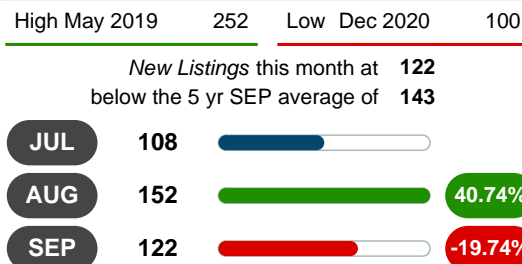 High May 2019 252 Low Dec 2020 100
New Listings this month at 122
below the 5 yr SEP average of 143
JUL 108
AUG 152 40.74%
SEP 122 -19.74%